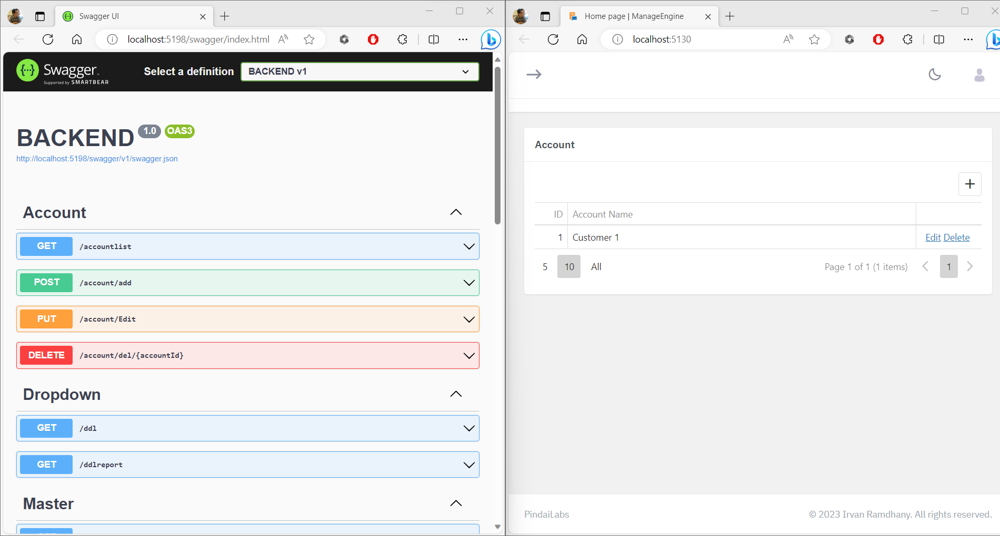 Swagger UI
localhost:5198/swagger/index.html
Swagger
Supported by SMARTBEAR
Select a definition
BACKEND v1
BACKEND 1.0 OAS3
http://localhost:5198/swagger/v1/swagger.json
Account
GET /accountlist
POST /account/add
PUT /account/Edit
DELETE /account/del/{accountId}
Dropdown
GET /ddl
GET /ddlreport
Master
GET
Home page | ManageEngine
localhost:5130
Account
ID Account Name
1 Customer 1 Edit Delete
5 10 All Page 1 of 1 (1 items) 1
PindaiLabs © 2023 Irvan Ramdhany. All rights reserved.